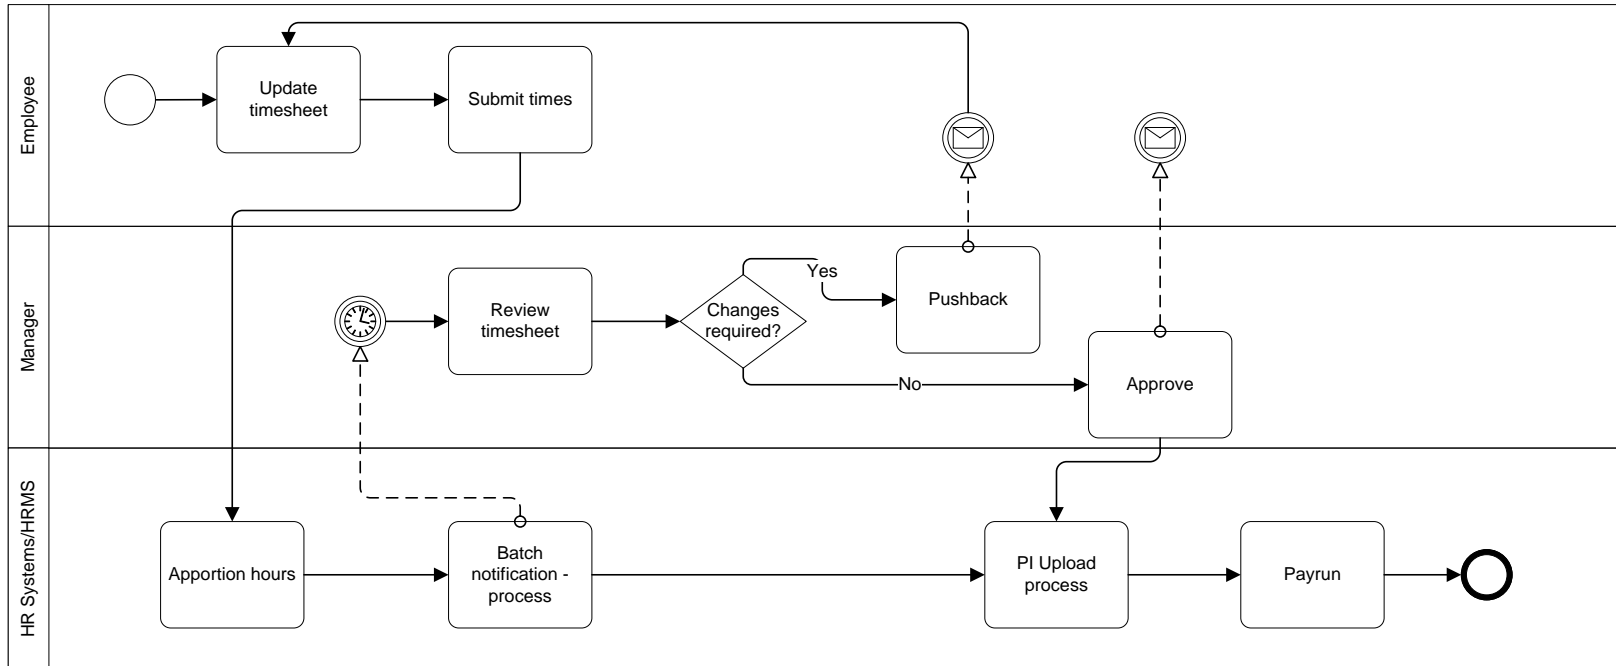 Employee
Update
timesheet
Submit times
Manager
Review
timesheet
Changes
required?
Yes
No
Pushback
Approve
HR Systems/HRMS
Apportion hours
Batch
notification -
process
PI Upload
process
Payrun